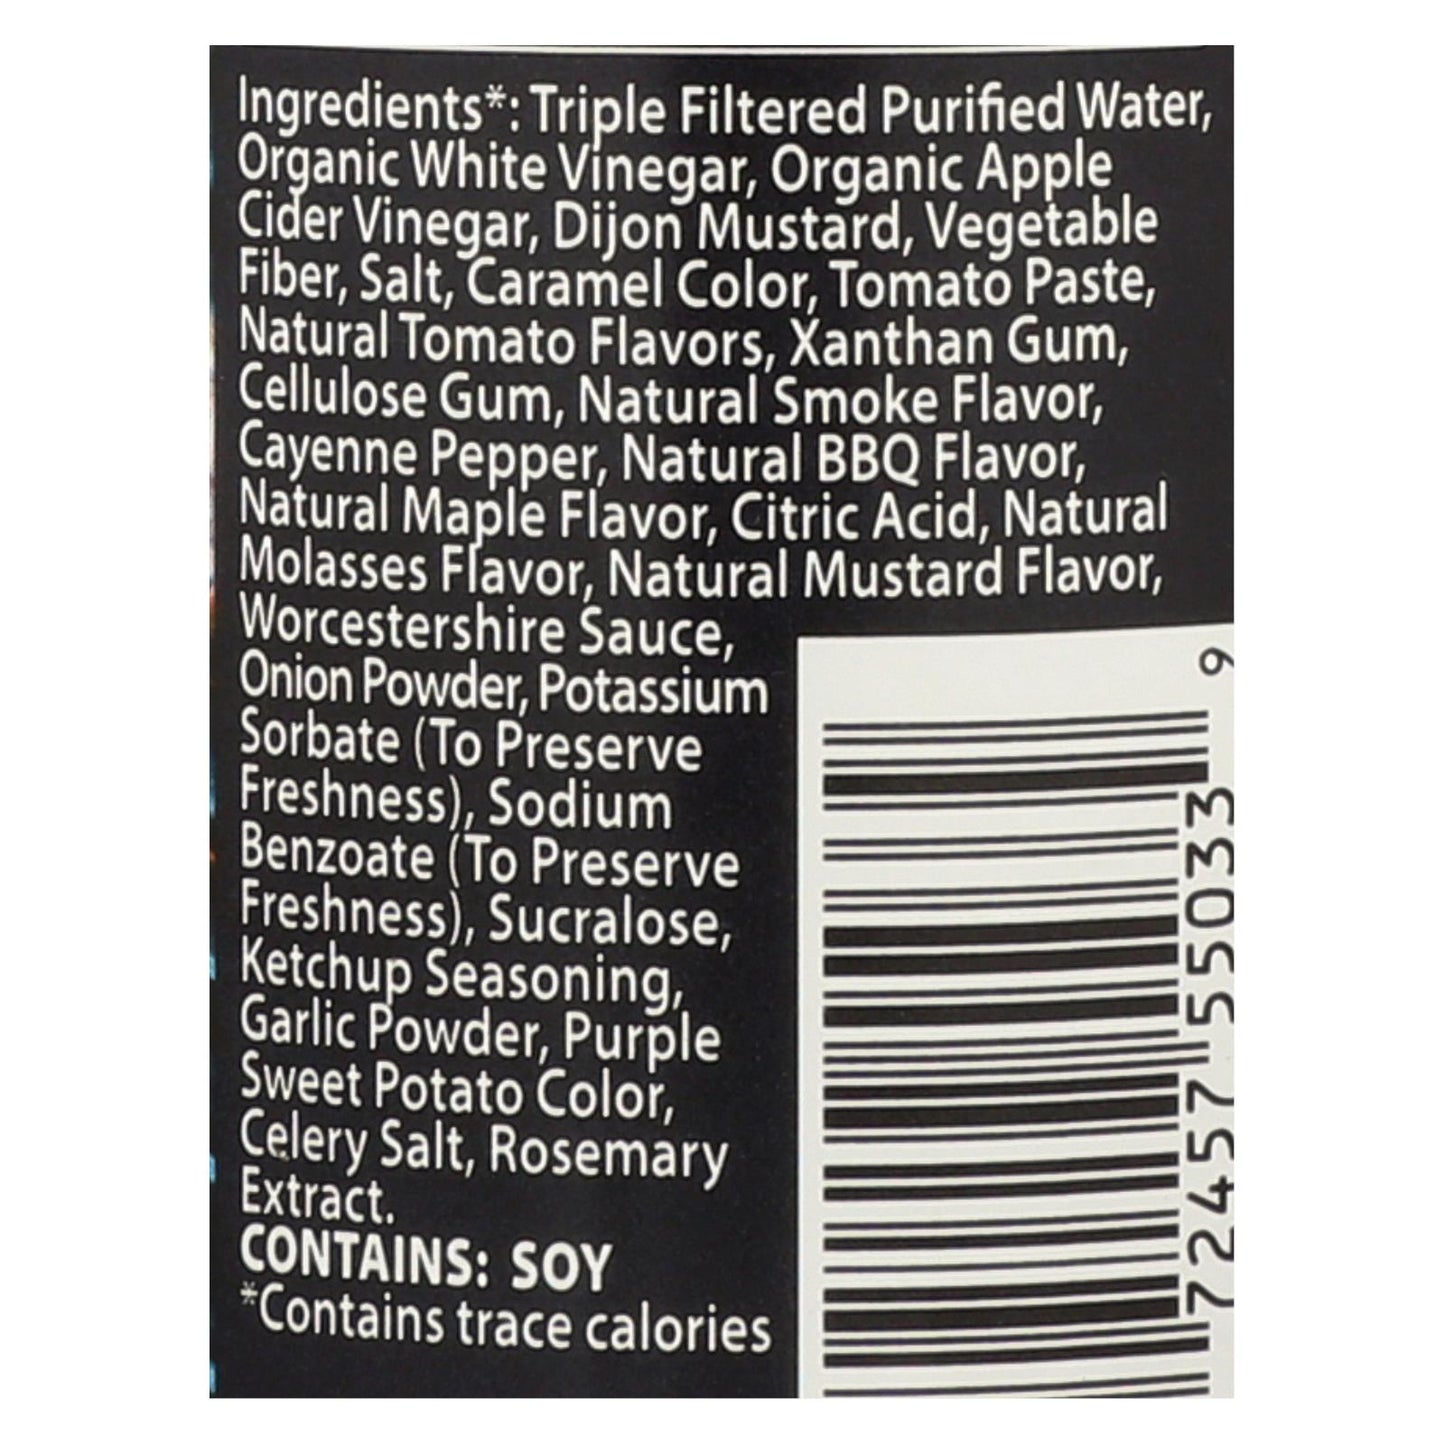 Ingredients*: Triple Filtered Purified Water,
Organic White Vinegar, Organic Apple
Cider Vinegar, Dijon Mustard, Vegetable
Fiber, Salt, Caramel Color, Tomato Paste,
Natural Tomato Flavors, Xanthan Gum,
Cellulose Gum, Natural Smoke Flavor,
Cayenne Pepper, Natural BBQ Flavor,
Natural Maple Flavor, Citric Acid, Natural
Molasses Flavor, Natural Mustard Flavor,
Worcestershire Sauce,
Onion Powder, Potassium
Sorbate (To Preserve
Freshness), Sodium
Benzoate (To Preserve
Freshness), Sucralose,
Ketchup Seasoning,
Garlic Powder, Purple
Sweet Potato Color,
Celery Salt, Rosemary
Extract.
CONTAINS: SOY
*Contains trace calories
72457 55033 9